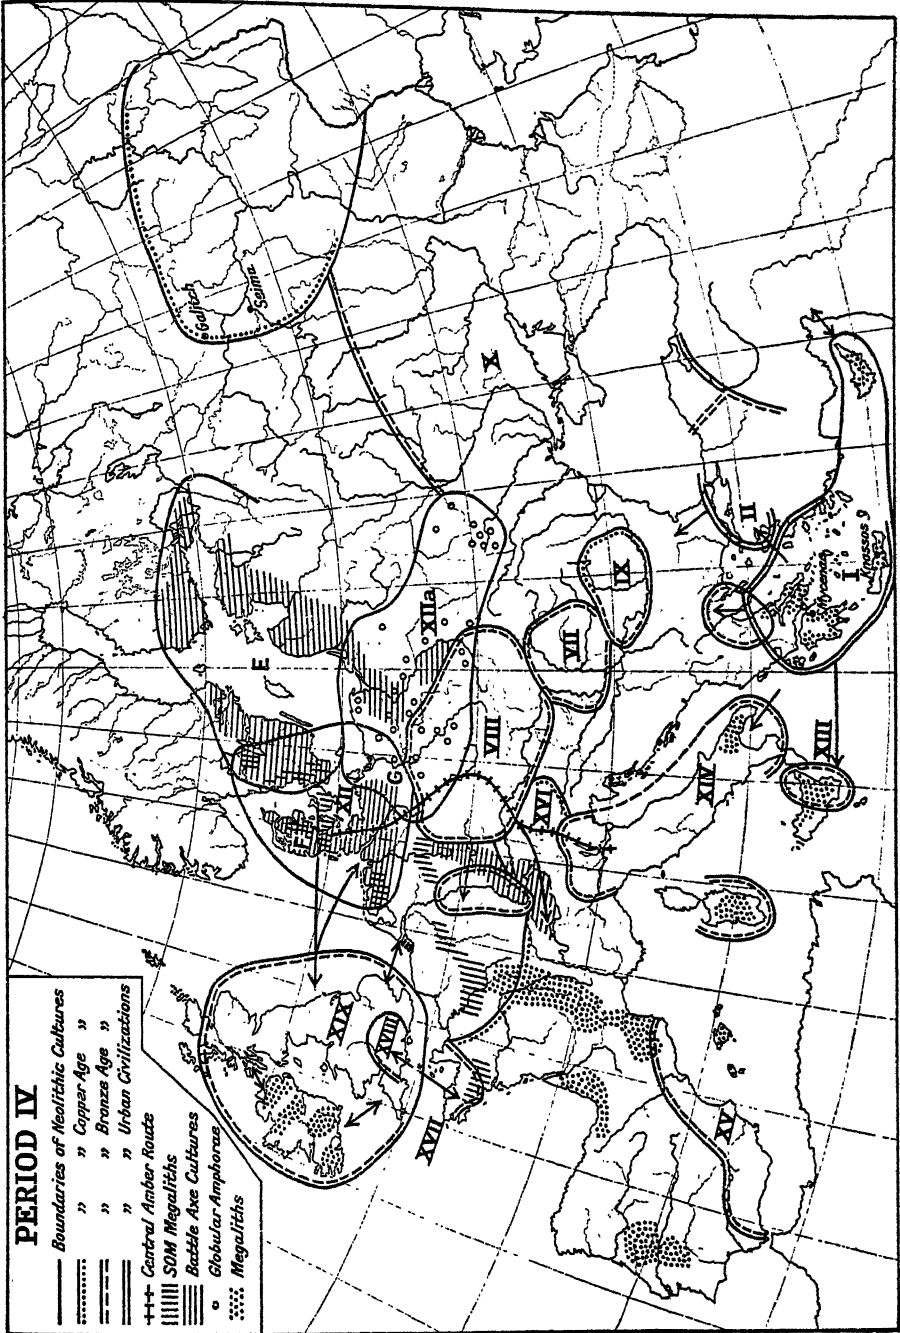 PERIOD IV
Boundaries of Neolithic Cultures
" " Copper Age "
" " Bronze Age "
" " Urban Civilizations
Central Amber Route
SOM Megaliths
Battle Axe Cultures
Globular Amphorae
Megaliths
Galitch
Seima
X
E
XIIa
XII
F
G
VIII
VII
IX
II
I
Mycenae
Knossos
XIX
XVIII
XVII
XVI
XIV
XIII
XV